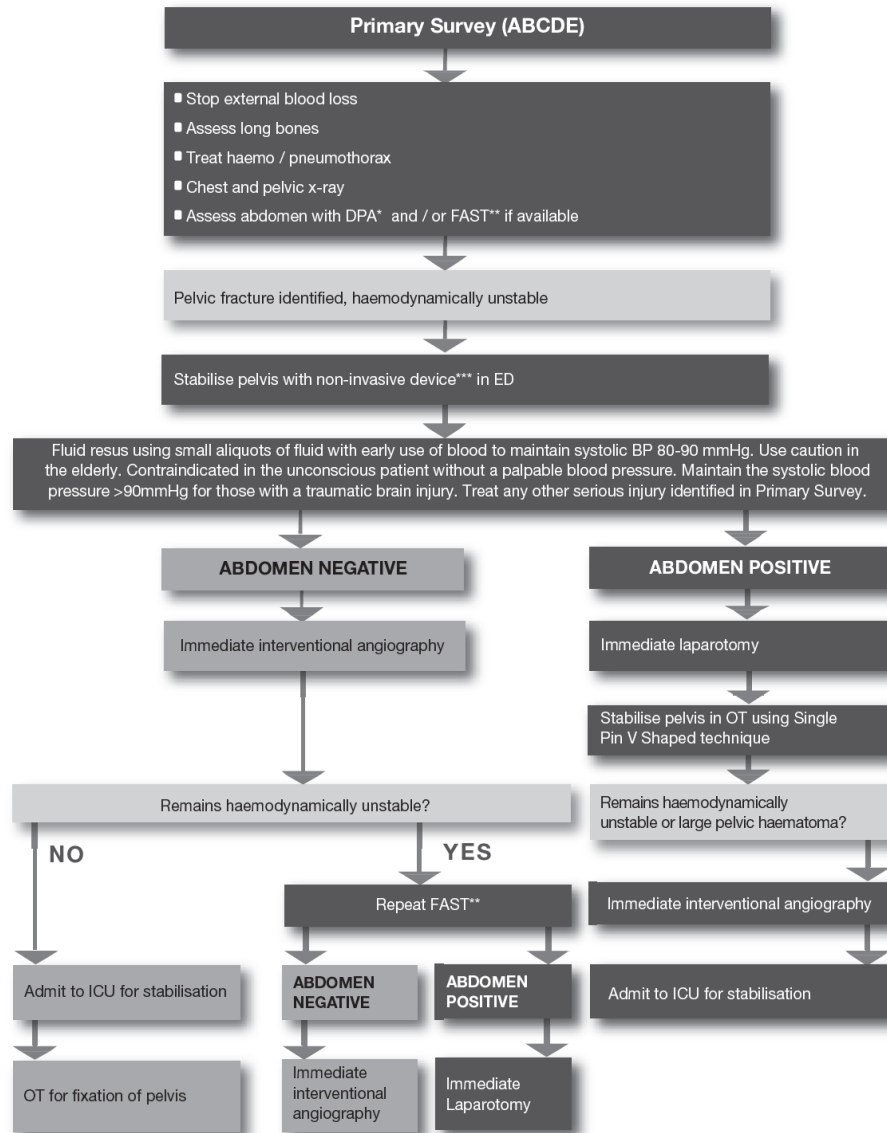 Primary Survey (ABCDE)
Stop external blood loss
Assess long bones
Treat haemo / pneumothorax
Chest and pelvic x-ray
Assess abdomen with DPA* and / or FAST** if available
Pelvic fracture identified, haemodynamically unstable
Stabilise pelvis with non-invasive device*** in ED
Fluid resus using small aliquots of fluid with early use of blood to maintain systolic BP 80-90 mmHg. Use caution in
the elderly. Contraindicated in the unconscious patient without a palpable blood pressure. Maintain the systolic blood
pressure >90mmHg for those with a traumatic brain injury. Treat any other serious injury identified in Primary Survey.
ABDOMEN NEGATIVE
ABDOMEN POSITIVE
Immediate interventional angiography
Immediate laparotomy
Stabilise pelvis in OT using Single
Pin V Shaped technique
Remains haemodynamically unstable?
Remains haemodynamically
unstable or large pelvic haematoma?
NO
YES
Repeat FAST**
Immediate interventional angiography
Admit to ICU for stabilisation
ABDOMEN
NEGATIVE
ABDOMEN
POSITIVE
Admit to ICU for stabilisation
OT for fixation of pelvis
Immediate
interventional
angiography
Immediate
Laparotomy